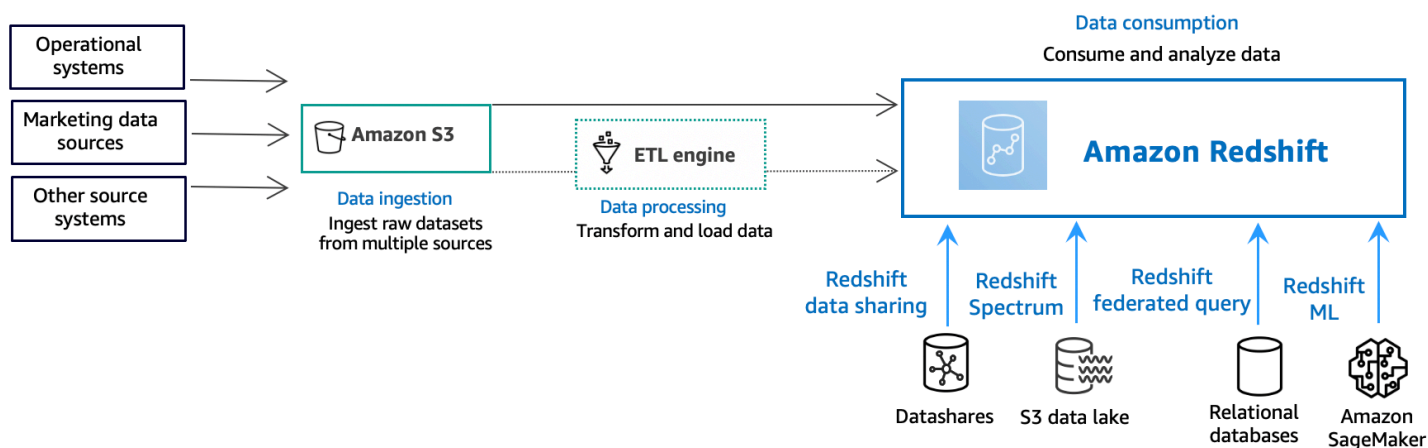 Operational
systems
Marketing data
sources
Other source
systems
Amazon S3
Data ingestion
Ingest raw datasets
from multiple sources
ETL engine
Data processing
Transform and load data
Data consumption
Consume and analyze data
Amazon Redshift
Redshift
data sharing
Redshift
Spectrum
Redshift
federated query
Redshift
ML
Datashares
S3 data lake
Relational
databases
Amazon
SageMaker